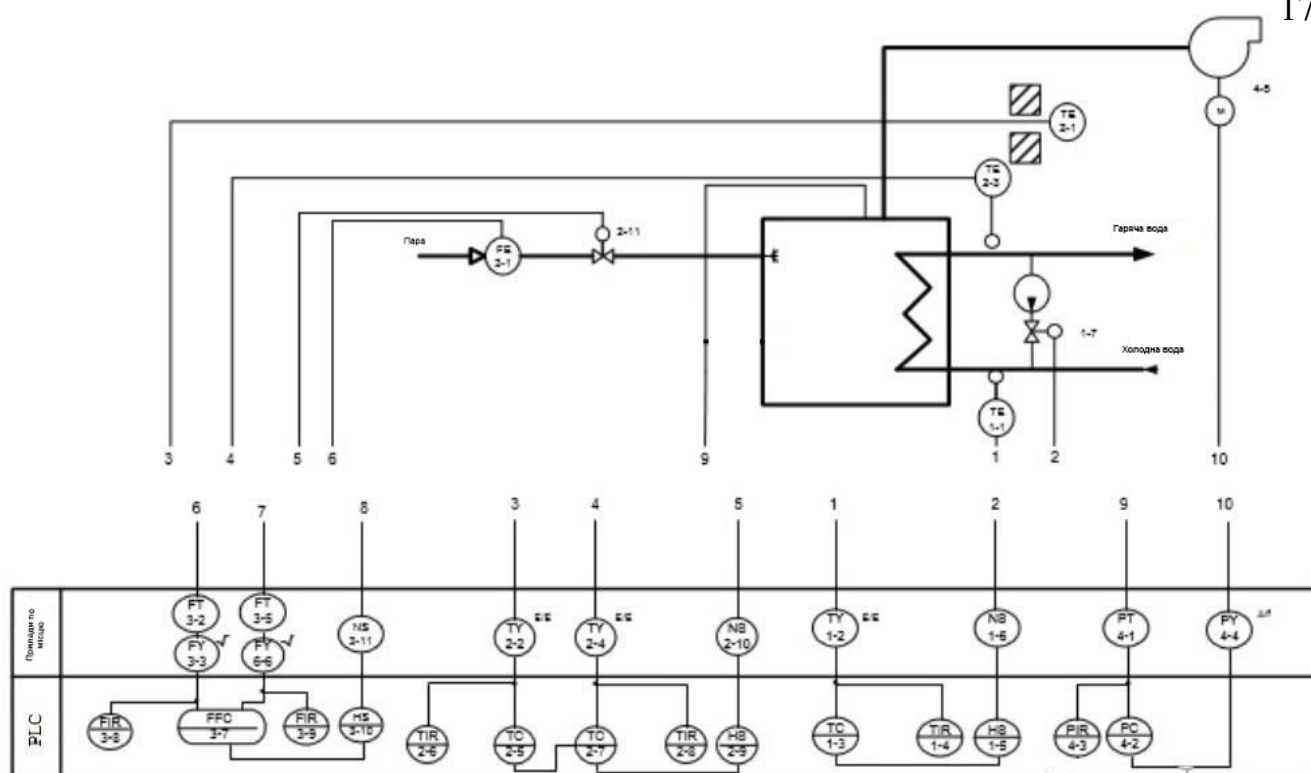 17
4-5
M
TE
2-1
TE
2-3
2-11
Пара
FE
3-1
Гаряча вода
1-7
Холодна вода
TE
1-1
3 4 5 6 9 1 2 10
6 7 8 3 4 5 1 2 9 10
Прилади по місцю
FT
3-2
FT
3-5
FY
3-3
√
FY
6-6
√
NS
3-11
TY
2-2
E/E
TY
2-4
E/E
NS
2-10
TY
1-2
E/E
NS
1-6
PT
4-1
PY
4-4
PLC
FIR
3-8
FFC
3-7
FIR
3-9
HS
3-10
TIR
2-6
TC
2-5
TC
2-7
TIR
2-8
HS
2-9
TC
1-3
TIR
1-4
HS
1-5
PIR
4-3
PC
4-2